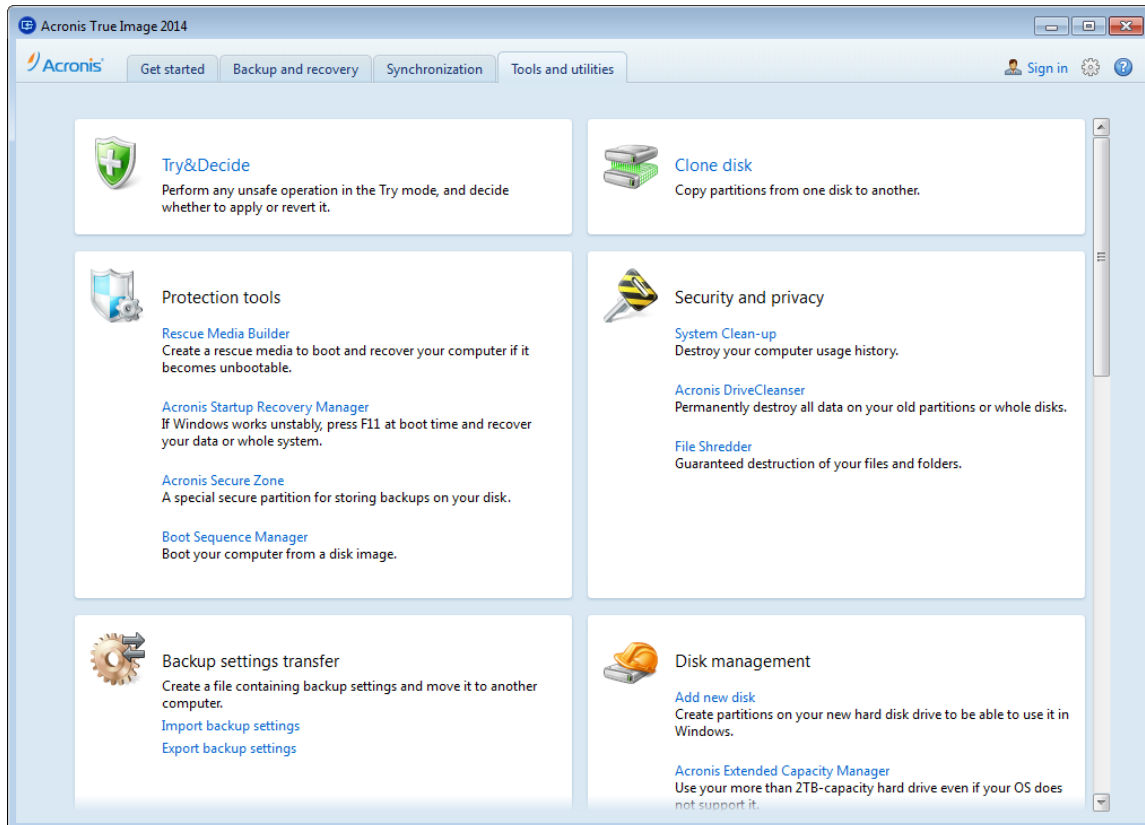 Acronis True Image 2014
Acronis
Get started
Backup and recovery
Synchronization
Tools and utilities
Sign in
Try&Decide
Perform any unsafe operation in the Try mode, and decide
whether to apply or revert it.
Clone disk
Copy partitions from one disk to another.
Protection tools
Rescue Media Builder
Create a rescue media to boot and recover your computer if it
becomes unbootable.
Acronis Startup Recovery Manager
If Windows works unstably, press F11 at boot time and recover
your data or whole system.
Acronis Secure Zone
A special secure partition for storing backups on your disk.
Boot Sequence Manager
Boot your computer from a disk image.
Security and privacy
System Clean-up
Destroy your computer usage history.
Acronis DriveCleanser
Permanently destroy all data on your old partitions or whole disks.
File Shredder
Guaranteed destruction of your files and folders.
Backup settings transfer
Create a file containing backup settings and move it to another
computer.
Import backup settings
Export backup settings
Disk management
Add new disk
Create partitions on your new hard disk drive to be able to use it in
Windows.
Acronis Extended Capacity Manager
Use your more than 2TB-capacity hard drive even if your OS does
not support it.